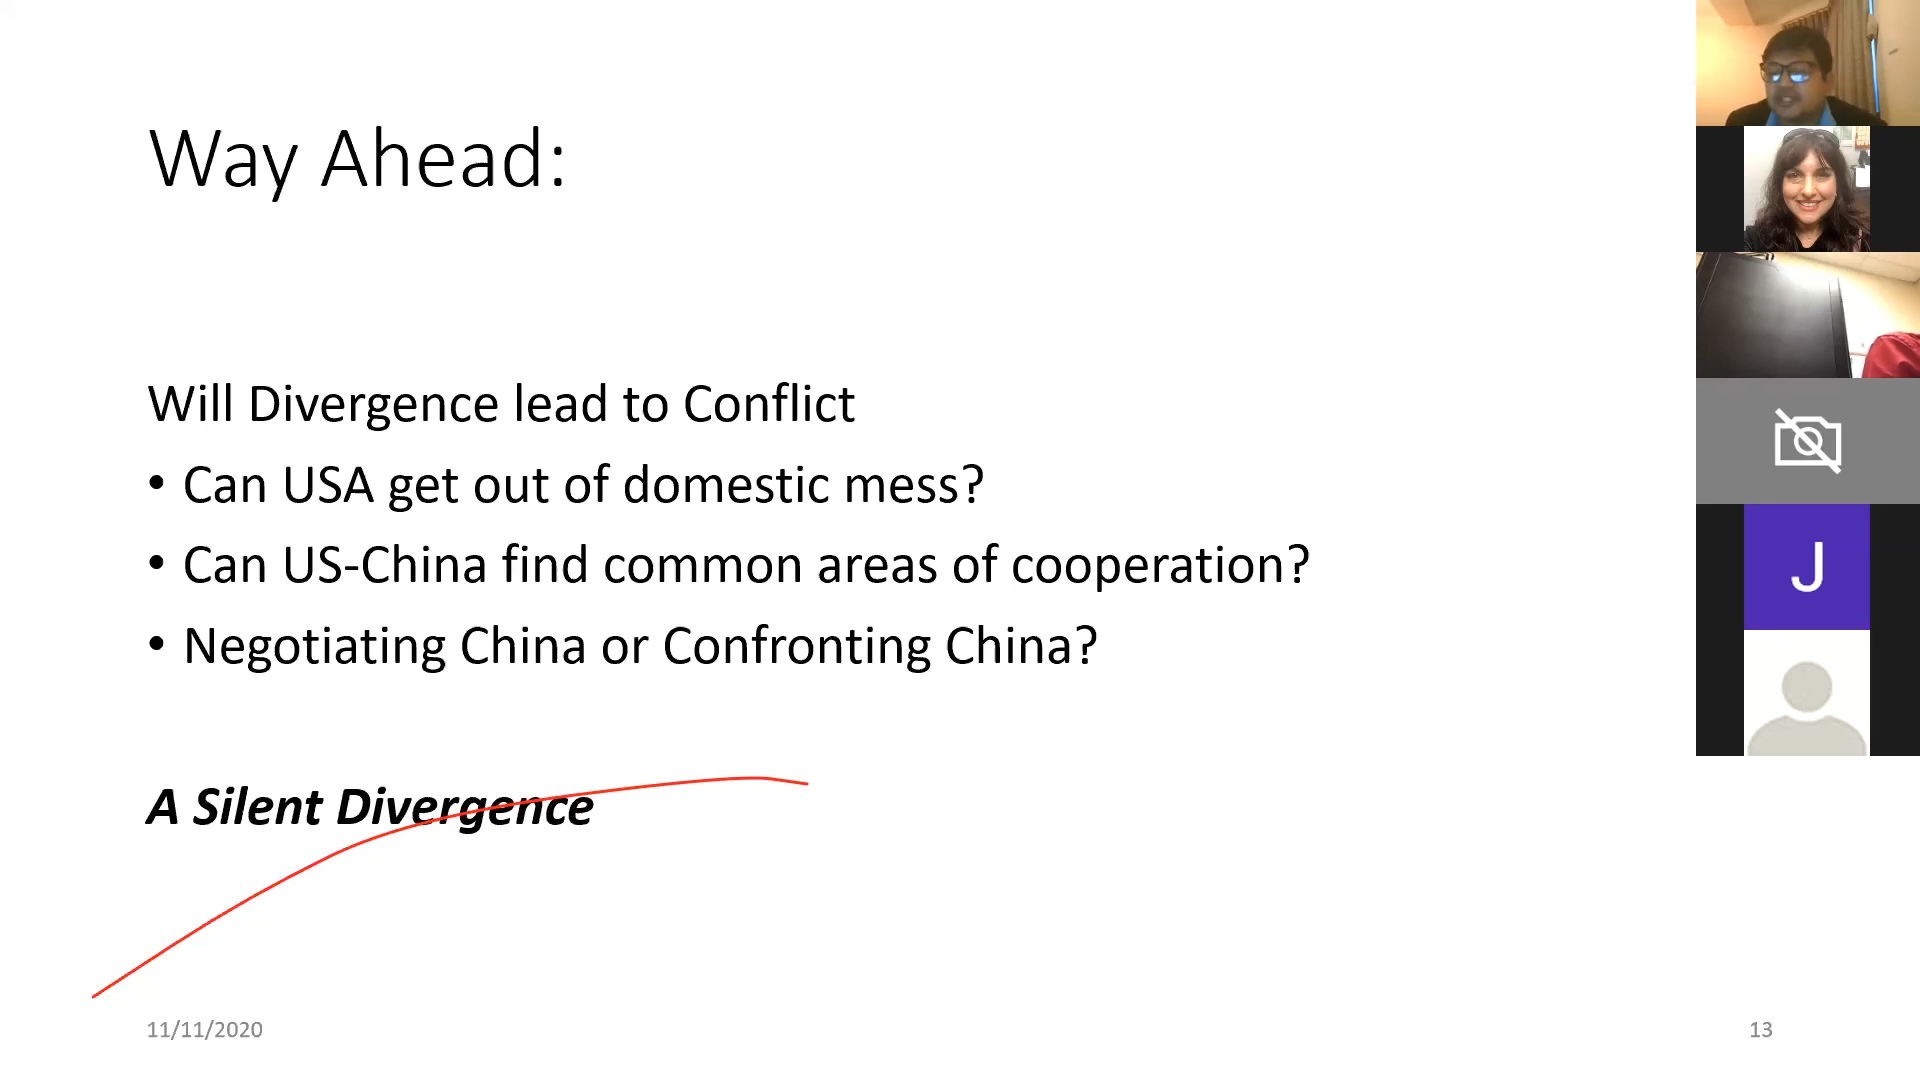 Way Ahead:
Will Divergence lead to Conflict
• Can USA get out of domestic mess?
• Can US-China find common areas of cooperation?
• Negotiating China or Confronting China?
A Silent Divergence
11/11/2020
13
J